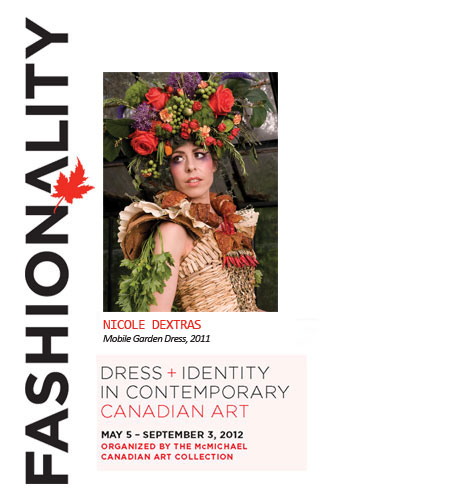 FASHIONALITY
NICOLE DEXTRAS
Mobile Garden Dress, 2011
DRESS + IDENTITY
IN CONTEMPORARY
CANADIAN ART
MAY 5 – SEPTEMBER 3, 2012
ORGANIZED BY THE McMICHAEL
CANADIAN ART COLLECTION